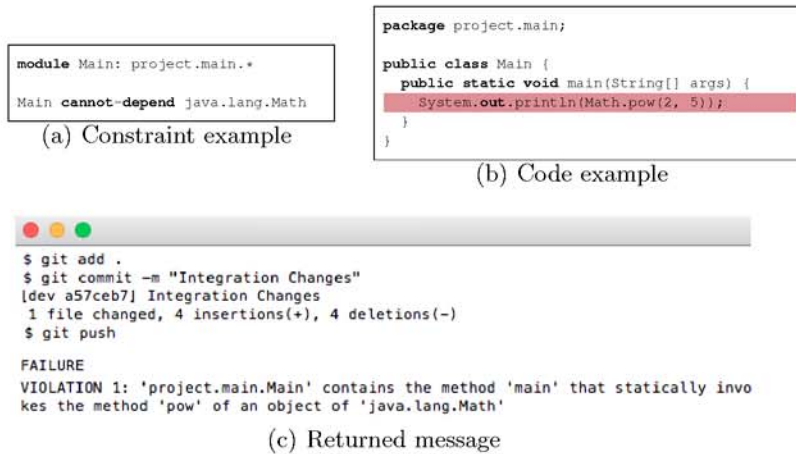 module Main: project.main.*
Main cannot-depend java.lang.Math
(a) Constraint example
package project.main;
public class Main {
public static void main(String[] args) {
System.out.println(Math.pow(2, 5));
}
}
(b) Code example
$ git add .
$ git commit -m "Integration Changes"
[dev a57ceb7] Integration Changes
1 file changed, 4 insertions(+), 4 deletions(-)
$ git push
FAILURE
VIOLATION 1: 'project.main.Main' contains the method 'main' that statically invo
kes the method 'pow' of an object of 'java.lang.Math'
(c) Returned message